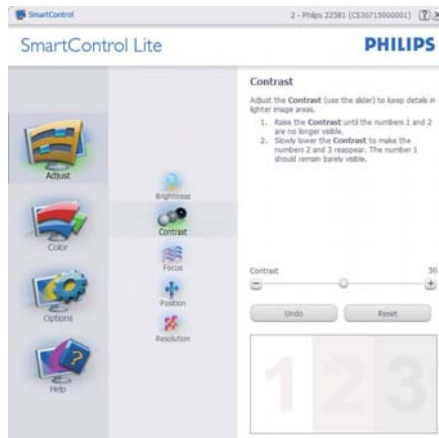 SmartControl
2 - Philips 225B1 (CS30715000001)
SmartControl Lite
PHILIPS
Adjust
Color
Options
Help
Brightness
Contrast
Focus
Position
Resolution
Contrast
Adjust the Contrast (use the slider) to keep details in
lighter image areas.
1. Raise the Contrast until the numbers 1 and 2
are no longer visible.
2. Slowly lower the Contrast to make the
numbers 2 and 3 reappear. The number 1
should remain barely visible.
Contrast 50
Undo Reset
1 2 3